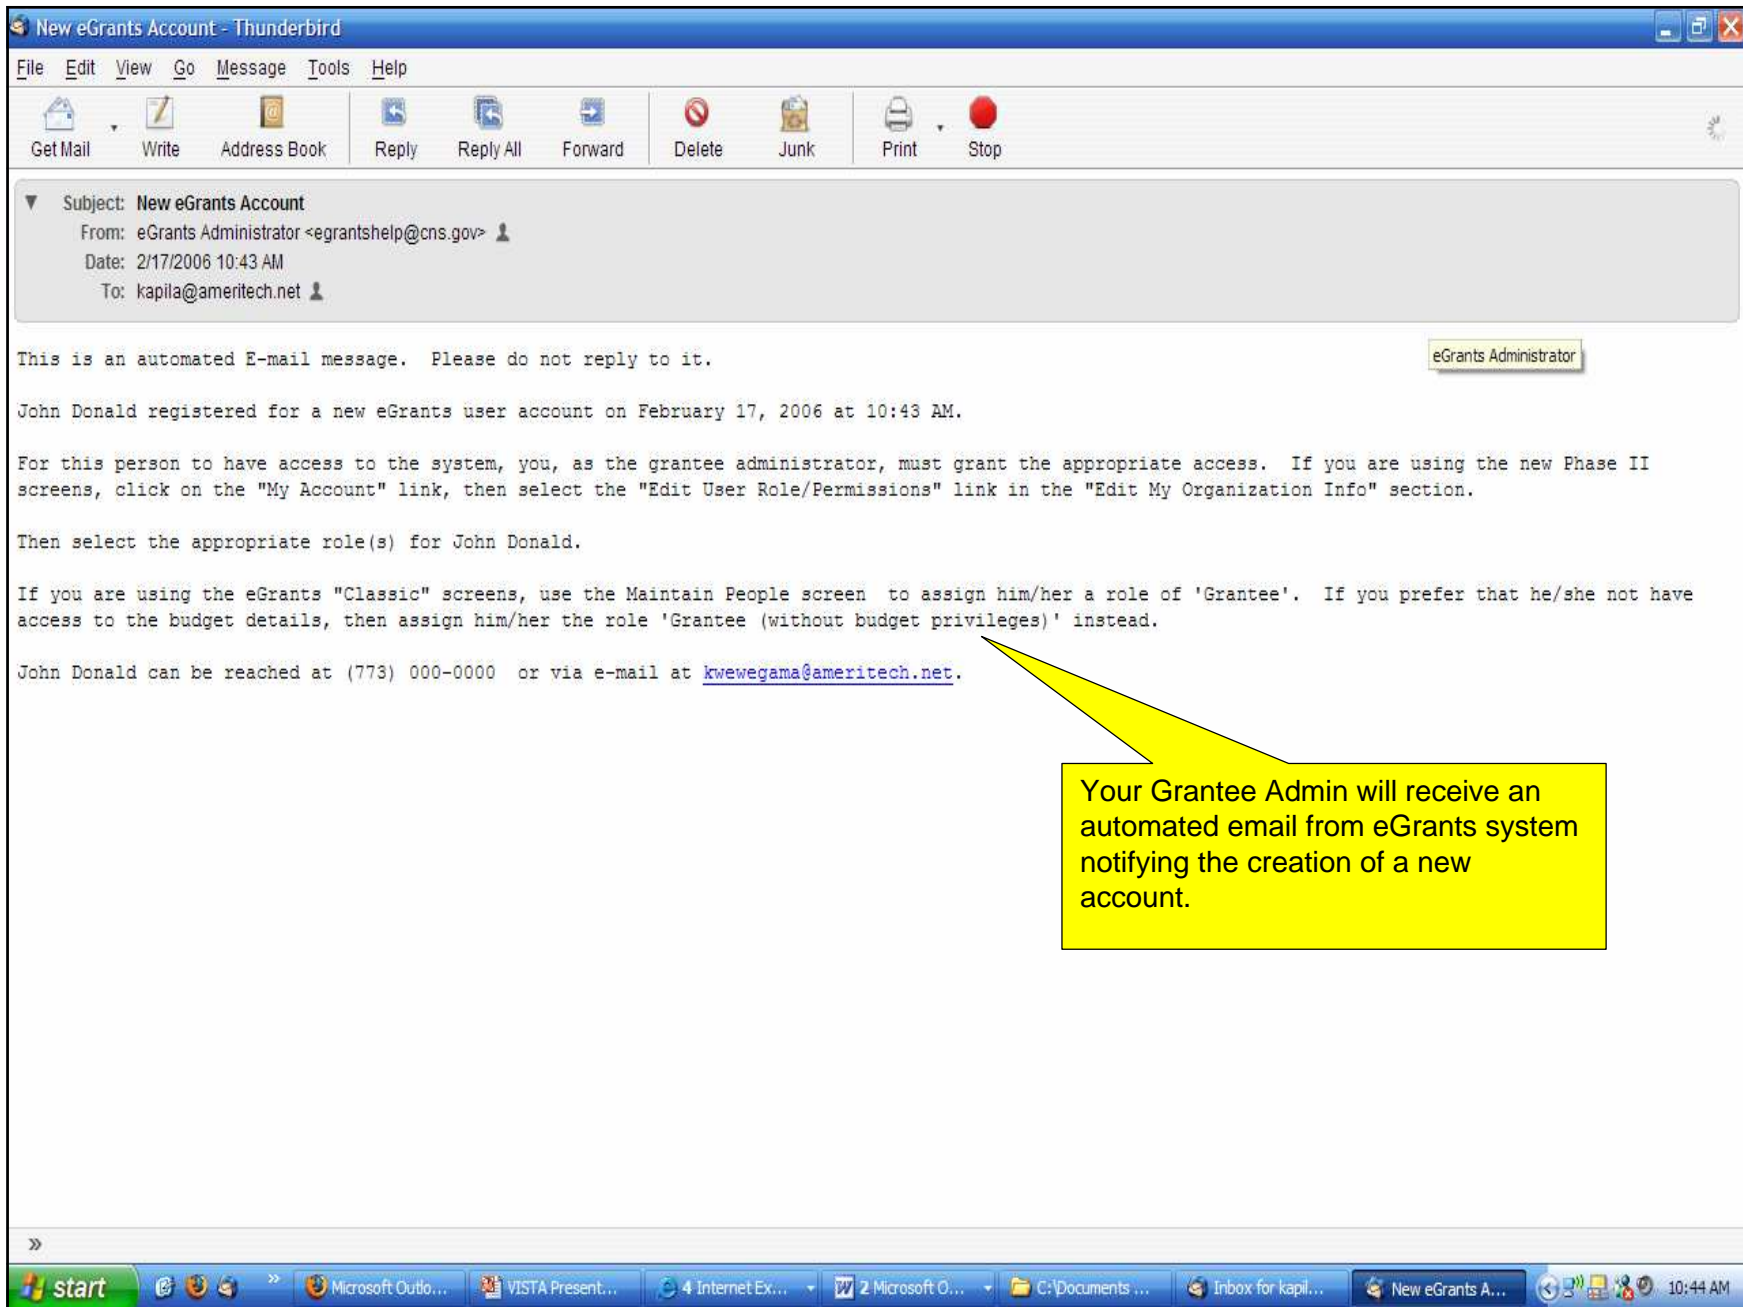 New eGrants Account - Thunderbird
File Edit View Go Message Tools Help
Get Mail Write Address Book Reply Reply All Forward Delete Junk Print Stop
Subject: New eGrants Account
From: eGrants Administrator <egrantshelp@cns.gov>
Date: 2/17/2006 10:43 AM
To: kapila@ameritech.net
This is an automated E-mail message.  Please do not reply to it.
eGrants Administrator
John Donald registered for a new eGrants user account on February 17, 2006 at 10:43 AM.
For this person to have access to the system, you, as the grantee administrator, must grant the appropriate access.  If you are using the new Phase II
screens, click on the "My Account" link, then select the "Edit User Role/Permissions" link in the "Edit My Organization Info" section.
Then select the appropriate role(s) for John Donald.
If you are using the eGrants "Classic" screens, use the Maintain People screen  to assign him/her a role of 'Grantee'.  If you prefer that he/she not have
access to the budget details, then assign him/her the role 'Grantee (without budget privileges)' instead.
John Donald can be reached at (773) 000-0000  or via e-mail at kwewegama@ameritech.net.
Your Grantee Admin will receive an
automated email from eGrants system
notifying the creation of a new
account.
»
start » Microsoft Outlo... VISTA Present... 4 Internet Ex... 2 Microsoft O... C:\Documents ... Inbox for kapil... New eGrants A... 10:44 AM